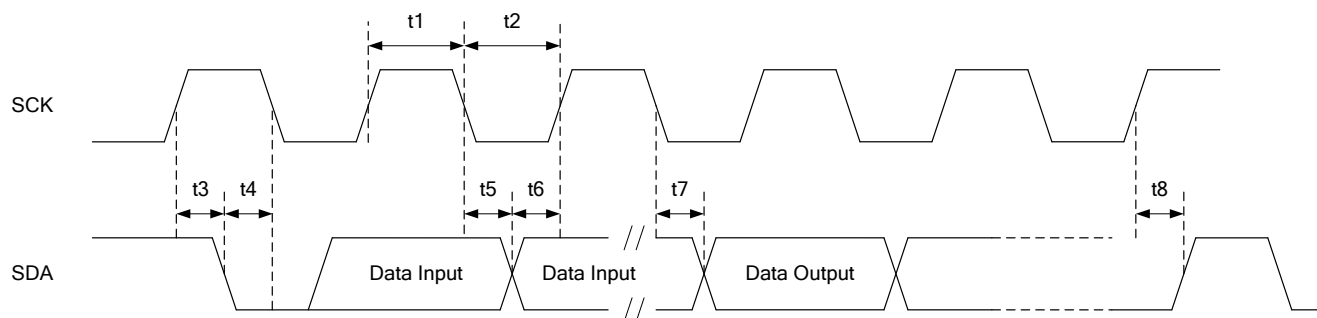 t1 t2
SCK
t3 t4 t5 t6 t7 t8
SDA Data Input Data Input // Data Output
//